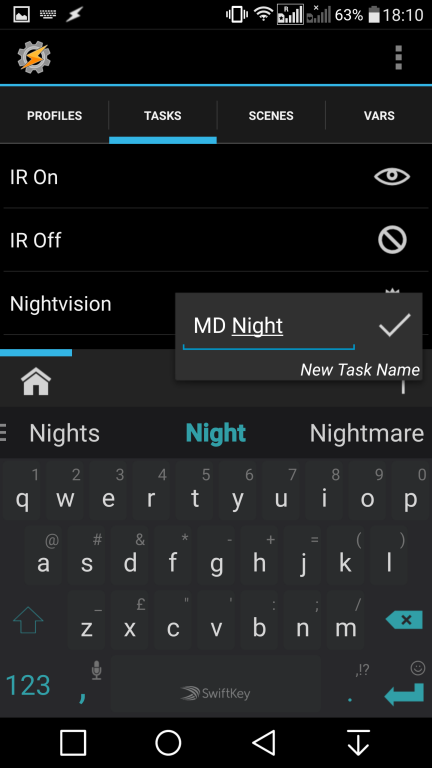 R
x
63%
18:10
PROFILES
TASKS
SCENES
VARS
IR On
IR Off
Nightvision
MD Night
New Task Name
Nights
Night
Nightmare
1 2 3 4 5 6 7 8 9 0
q w e r t y u i o p
@ # & * - + = ( )
a s d f g h j k l
_ £ " ' : ; /
z x c v b n m
,!?
123 , SwiftKey .